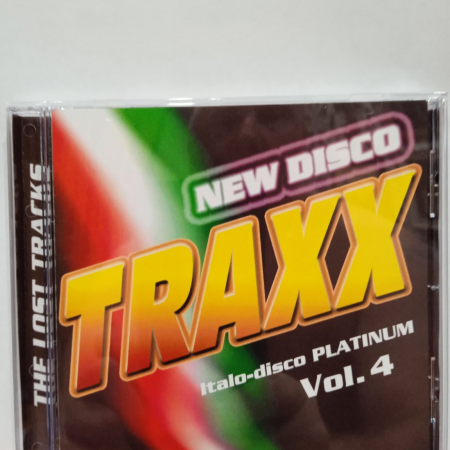 NEW DISCO
TRAXX
Italo-disco PLATINUM
Vol. 4
THE LOST TRACKS